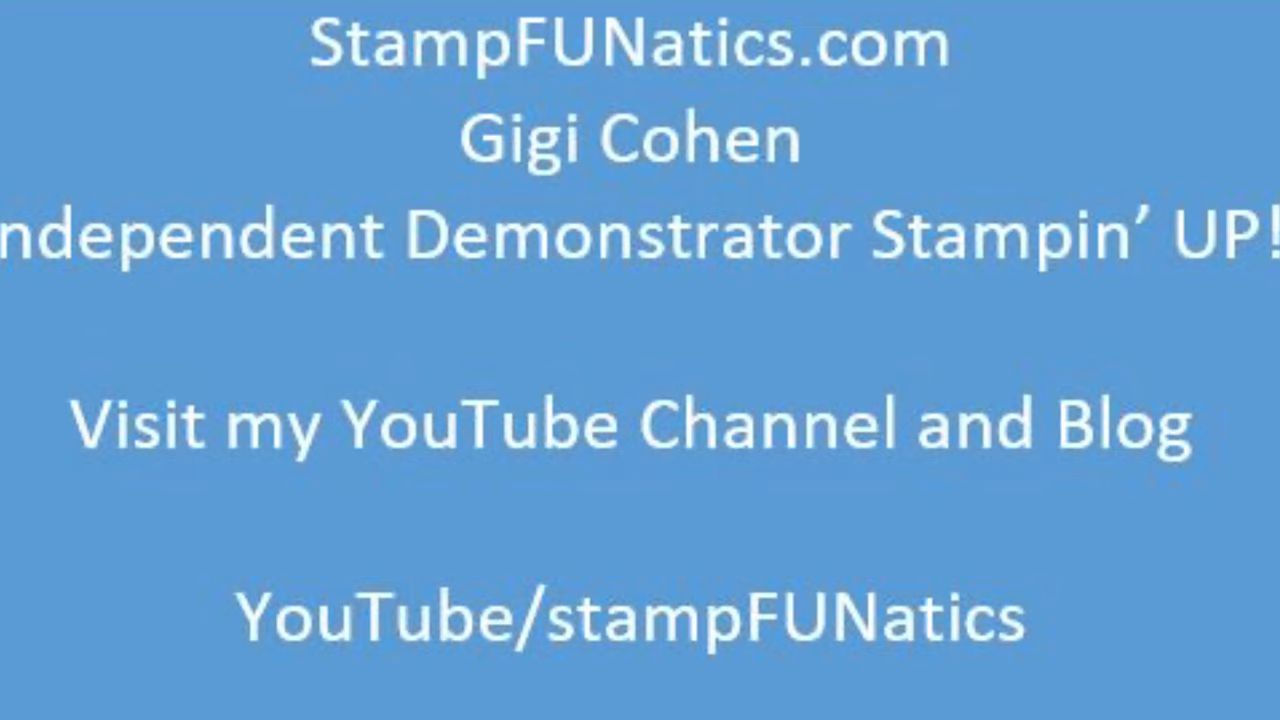 StampFUNatics.com
Gigi Cohen
ndependent Demonstrator Stampin’ UP!
Visit my YouTube Channel and Blog
YouTube/stampFUNatics